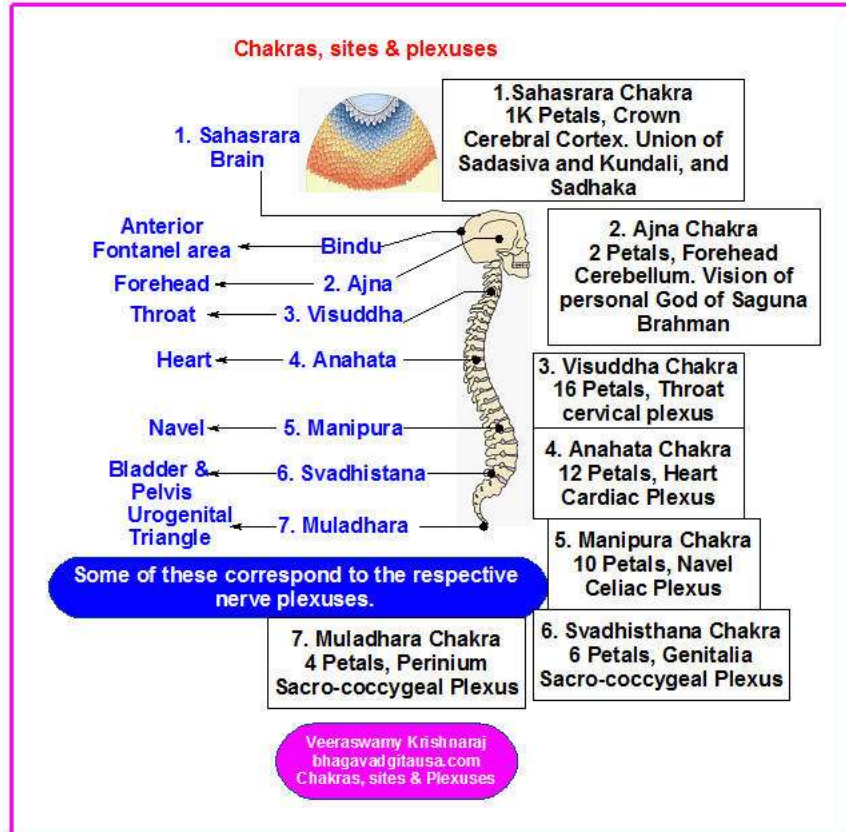 Chakras, sites & plexuses
1. Sahasrara
Brain
1.Sahasrara Chakra
1K Petals, Crown
Cerebral Cortex. Union of
Sadasiva and Kundali, and
Sadhaka
Anterior
Fontanel area
Bindu
Forehead
2. Ajna
Throat
3. Visuddha
Heart
4. Anahata
Navel
5. Manipura
Bladder &
Pelvis
6. Svadhistana
Urogenital
Triangle
7. Muladhara
2. Ajna Chakra
2 Petals, Forehead
Cerebellum. Vision of
personal God of Saguna
Brahman
3. Visuddha Chakra
16 Petals, Throat
cervical plexus
4. Anahata Chakra
12 Petals, Heart
Cardiac Plexus
5. Manipura Chakra
10 Petals, Navel
Celiac Plexus
6. Svadhisthana Chakra
6 Petals, Genitalia
Sacro-coccygeal Plexus
Some of these correspond to the respective
nerve plexuses.
7. Muladhara Chakra
4 Petals, Perinium
Sacro-coccygeal Plexus
Veeraswamy Krishnaraj
bhagavadgitausa.com
Chakras, sites & Plexuses